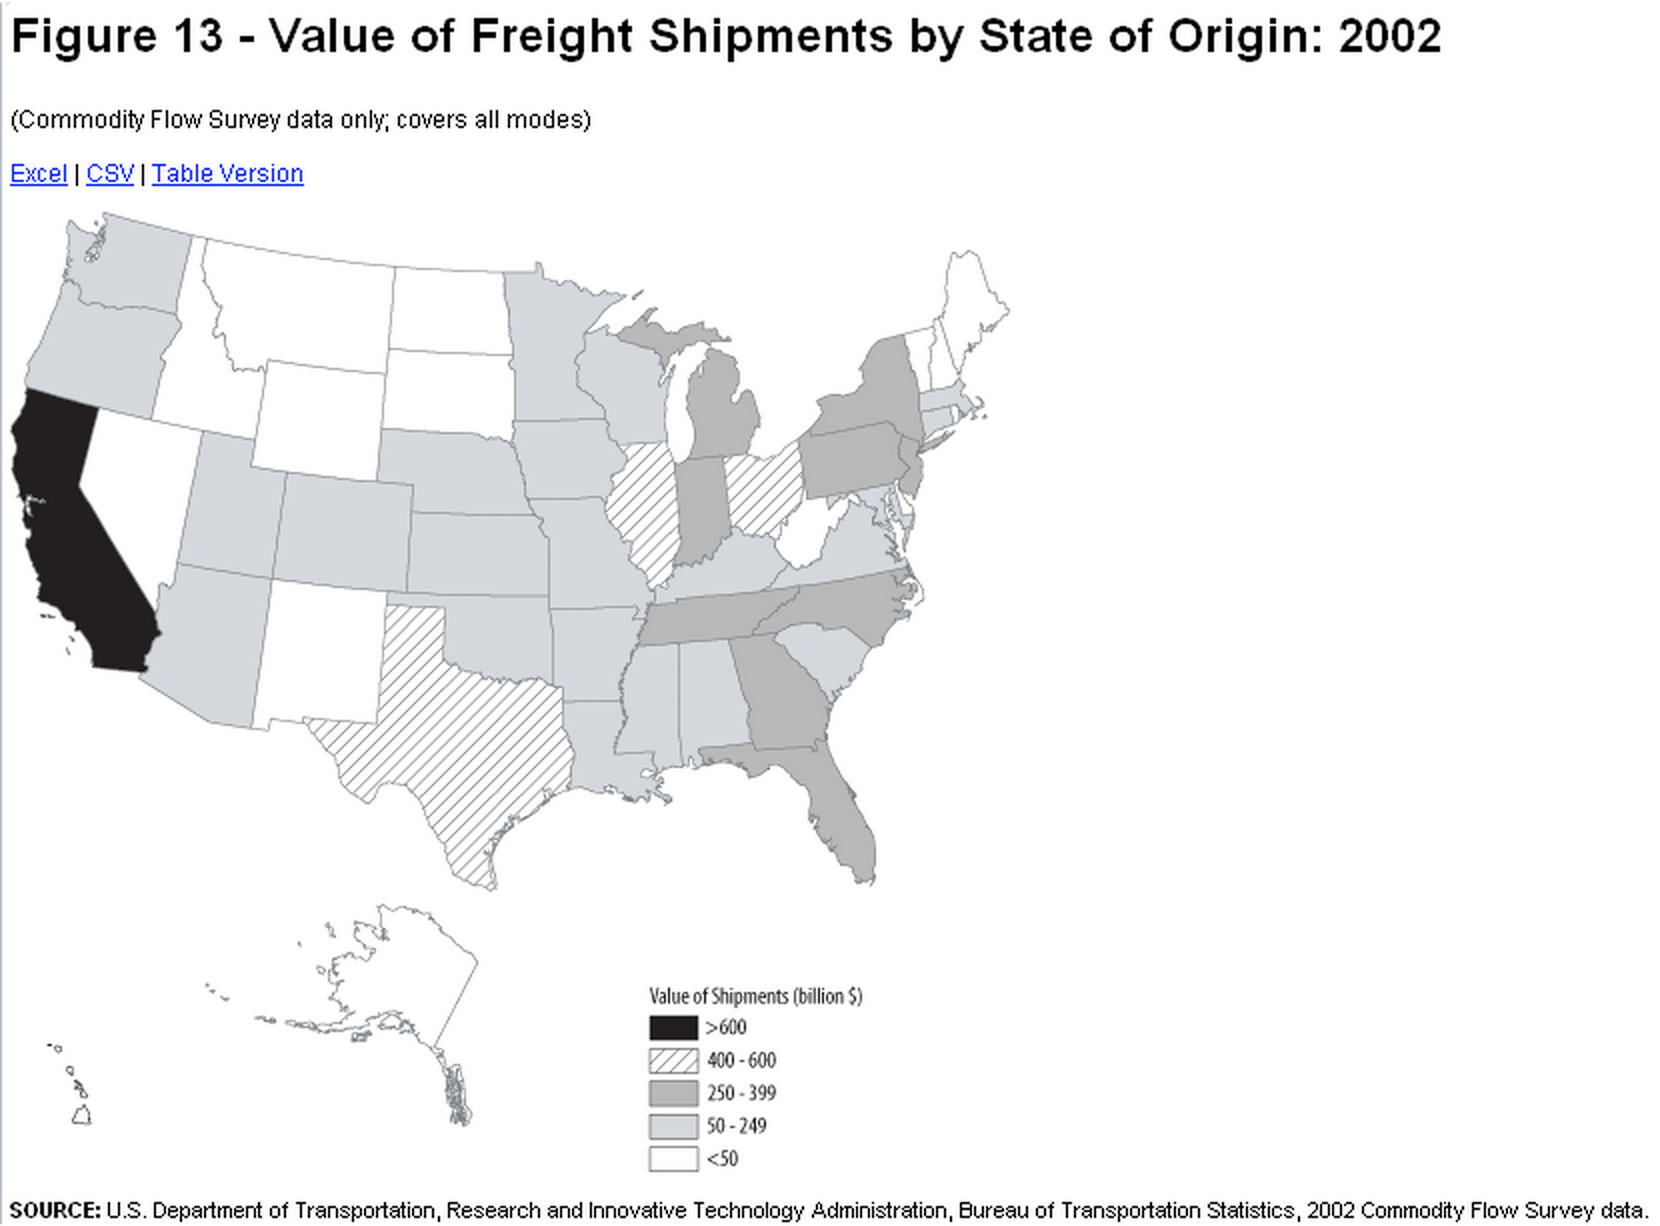 Figure 13 - Value of Freight Shipments by State of Origin: 2002
(Commodity Flow Survey data only; covers all modes)
Excel | CSV | Table Version
Value of Shipments (billion $)
>600
400 - 600
250 - 399
50 - 249
<50
SOURCE: U.S. Department of Transportation, Research and Innovative Technology Administration, Bureau of Transportation Statistics, 2002 Commodity Flow Survey data.